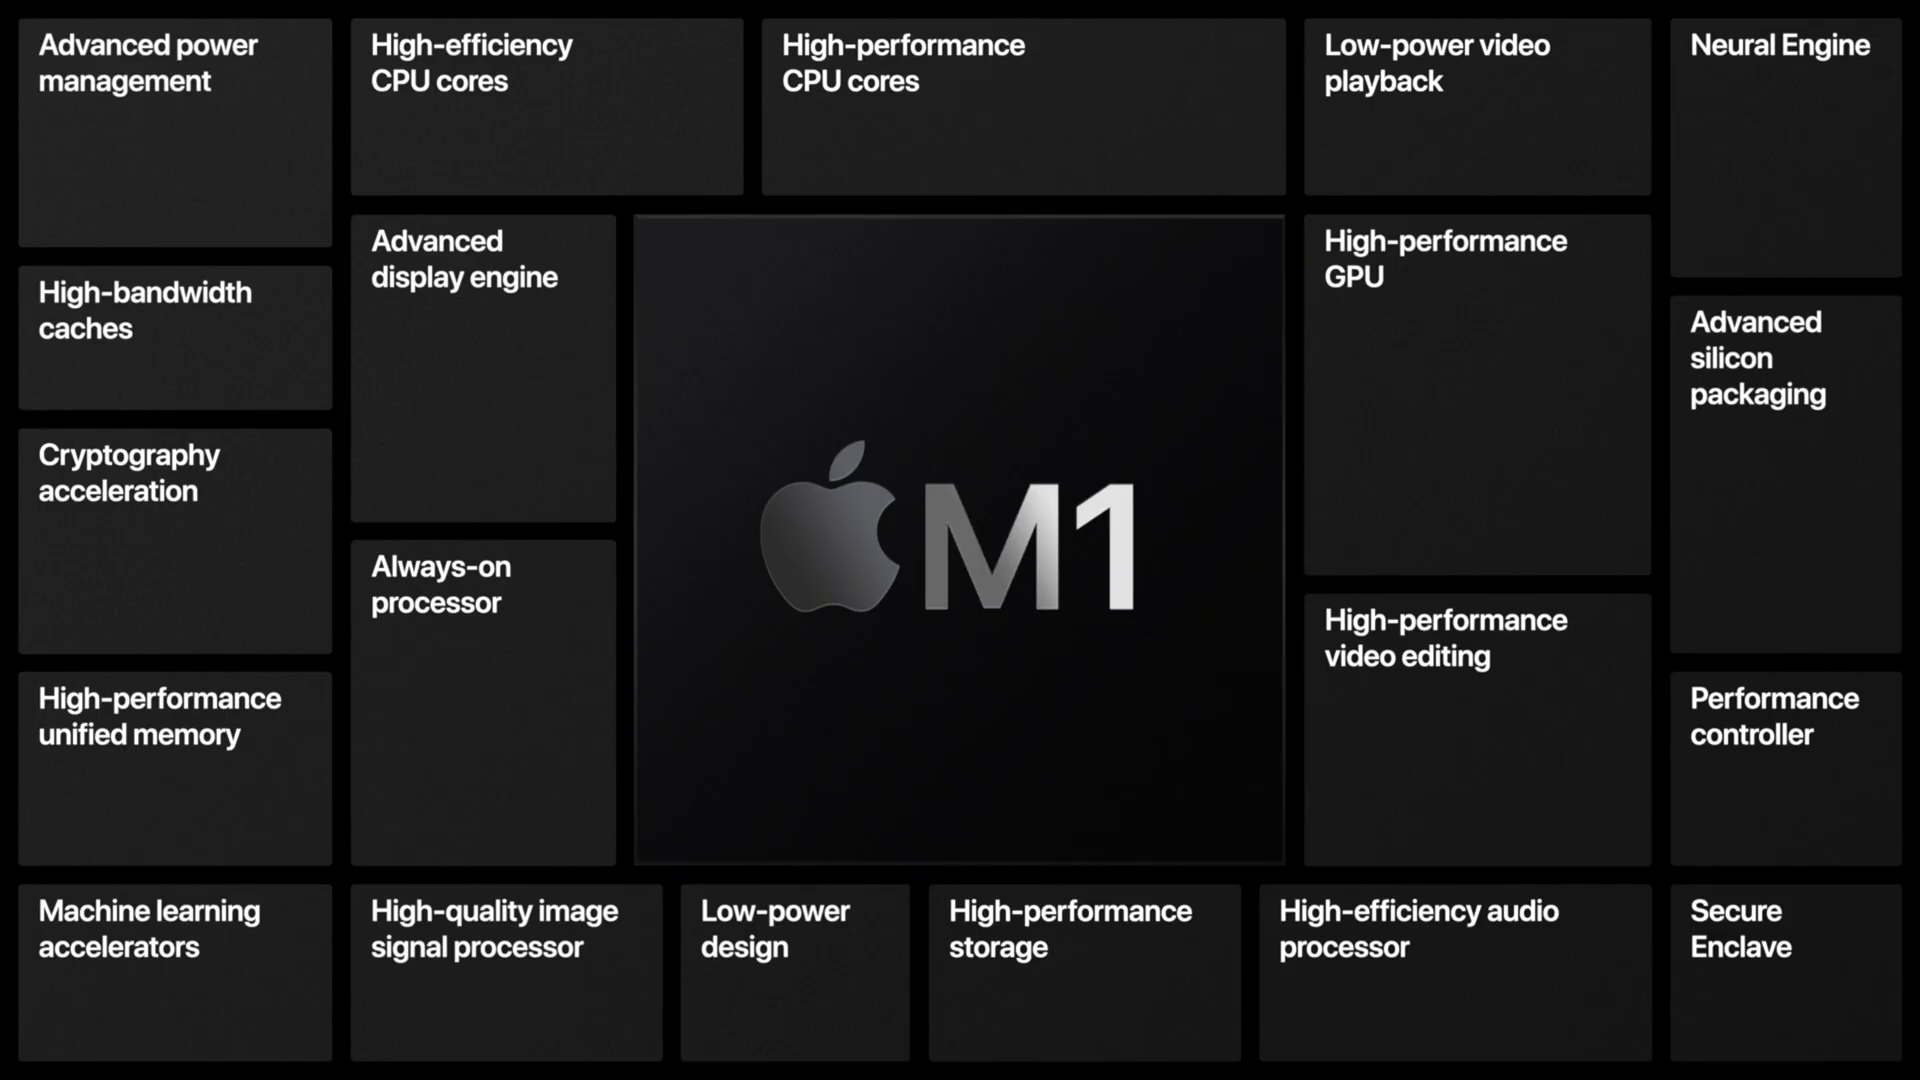 Advanced power
management
High-efficiency
CPU cores
High-performance
CPU cores
Low-power video
playback
Neural Engine
High-bandwidth
caches
Advanced
display engine
High-performance
GPU
Advanced
silicon
packaging
Cryptography
acceleration
M1
Always-on
processor
High-performance
video editing
High-performance
unified memory
Performance
controller
Machine learning
accelerators
High-quality image
signal processor
Low-power
design
High-performance
storage
High-efficiency audio
processor
Secure
Enclave